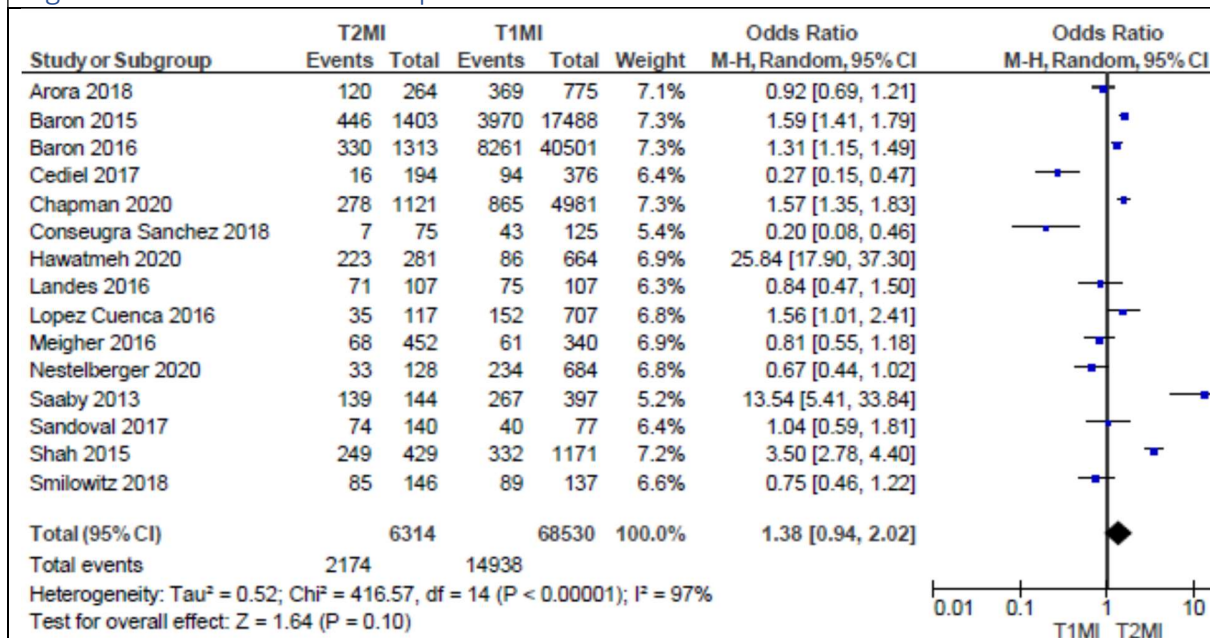 T2MI T1MI Odds Ratio Odds Ratio
Study or Subgroup Events Total Events Total Weight M-H, Random, 95% CI M-H, Random, 95% CI
Arora 2018 120 264 369 775 7.1% 0.92 [0.69, 1.21]
Baron 2015 446 1403 3970 17488 7.3% 1.59 [1.41, 1.79]
Baron 2016 330 1313 8261 40501 7.3% 1.31 [1.15, 1.49]
Cediel 2017 16 194 94 376 6.4% 0.27 [0.15, 0.47]
Chapman 2020 278 1121 865 4981 7.3% 1.57 [1.35, 1.83]
Conseugra Sanchez 2018 7 75 43 125 5.4% 0.20 [0.08, 0.46]
Hawatmeh 2020 223 281 86 664 6.9% 25.84 [17.90, 37.30]
Landes 2016 71 107 75 107 6.3% 0.84 [0.47, 1.50]
Lopez Cuenca 2016 35 117 152 707 6.8% 1.56 [1.01, 2.41]
Meigher 2016 68 452 61 340 6.9% 0.81 [0.55, 1.18]
Nestelberger 2020 33 128 234 684 6.8% 0.67 [0.44, 1.02]
Saaby 2013 139 144 267 397 5.2% 13.54 [5.41, 33.84]
Sandoval 2017 74 140 40 77 6.4% 1.04 [0.59, 1.81]
Shah 2015 249 429 332 1171 7.2% 3.50 [2.78, 4.40]
Smilowitz 2018 85 146 89 137 6.6% 0.75 [0.46, 1.22]
Total (95% CI) 6314 68530 100.0% 1.38 [0.94, 2.02]
Total events 2174 14938
Heterogeneity: Tau² = 0.52; Chi² = 416.57, df = 14 (P < 0.00001); I² = 97%
Test for overall effect: Z = 1.64 (P = 0.10)
0.01 0.1 1 10
T1MI T2MI